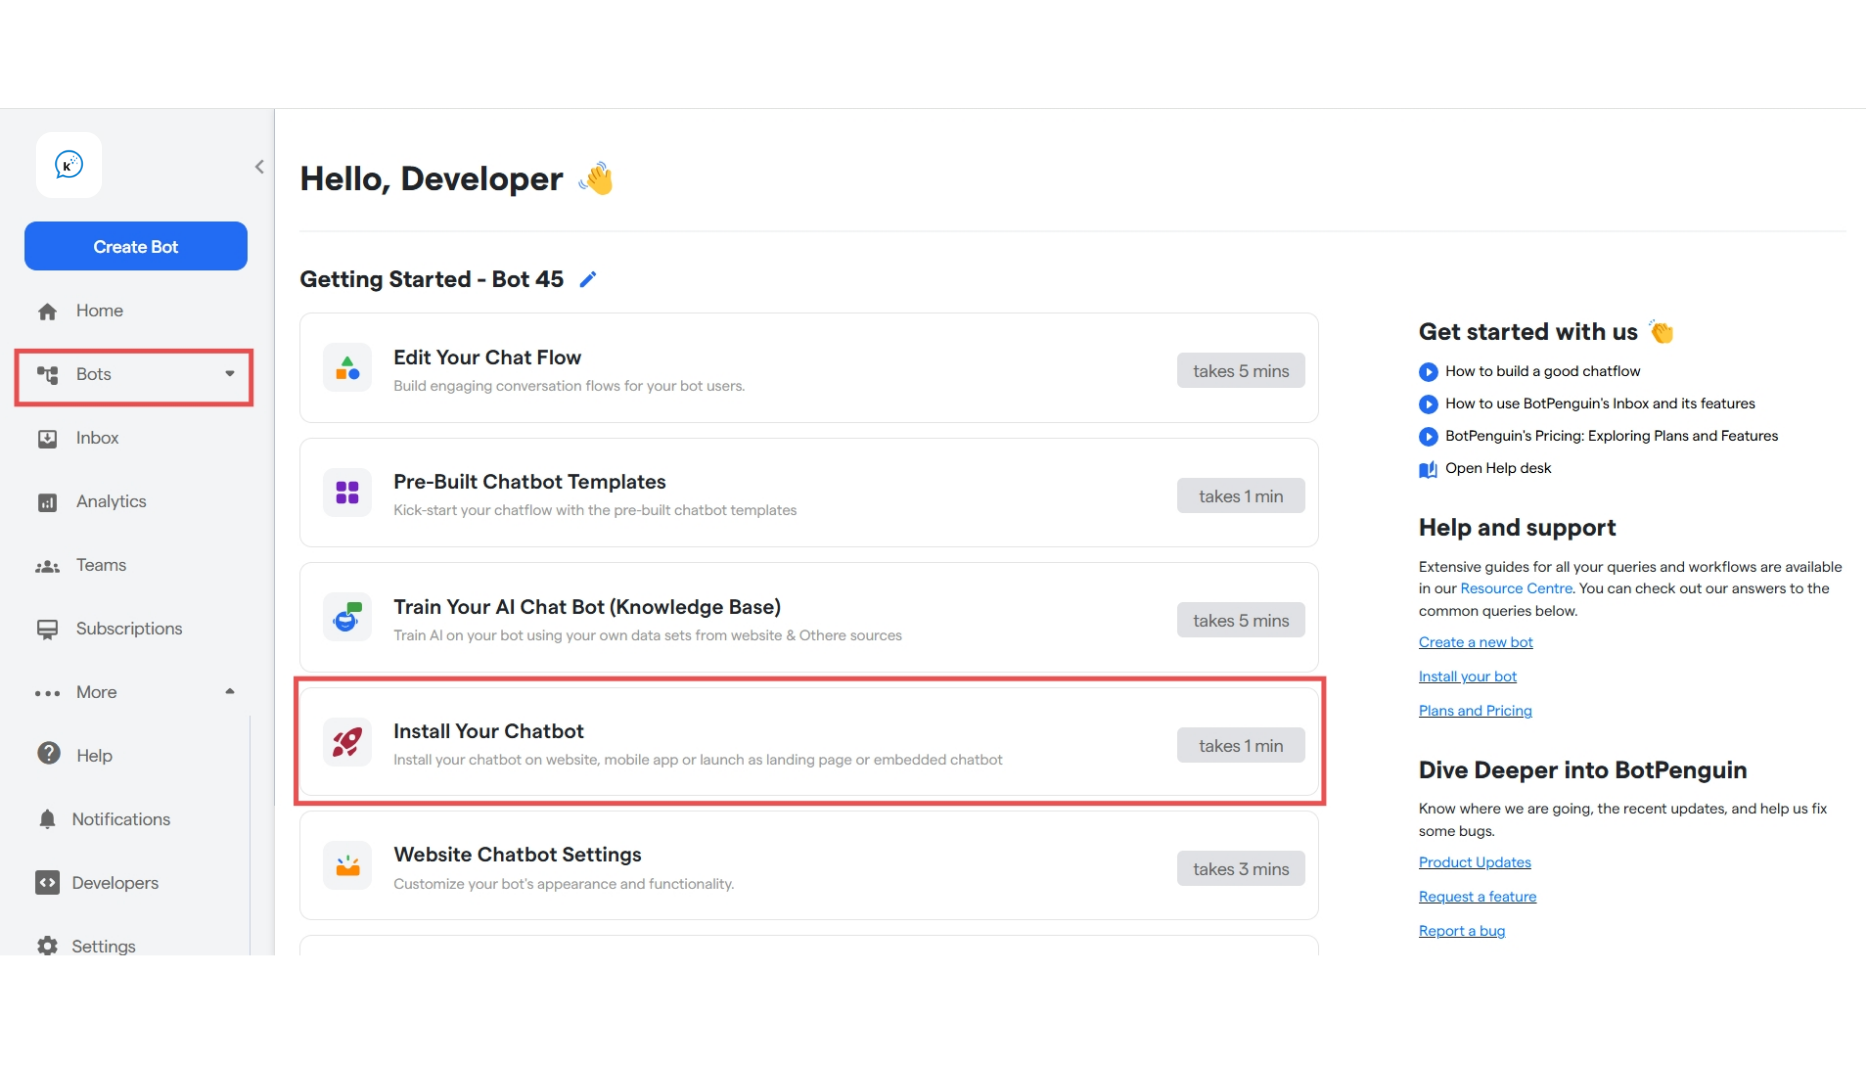 K
Create Bot
Home
Bots
Inbox
Analytics
Teams
Subscriptions
More
Help
Notifications
Developers
Settings
Hello, Developer
Getting Started - Bot 45
Edit Your Chat Flow
Build engaging conversation flows for your bot users.
takes 5 mins
Pre-Built Chatbot Templates
Kick-start your chatflow with the pre-built chatbot templates
takes 1 min
Train Your AI Chat Bot (Knowledge Base)
Train AI on your bot using your own data sets from website & Othere sources
takes 5 mins
Install Your Chatbot
Install your chatbot on website, mobile app or launch as landing page or embedded chatbot
takes 1 min
Website Chatbot Settings
Customize your bot's appearance and functionality.
takes 3 mins
Get started with us
How to build a good chatflow
How to use BotPenguin's Inbox and its features
BotPenguin's Pricing: Exploring Plans and Features
Open Help desk
Help and support
Extensive guides for all your queries and workflows are available
in our Resource Centre. You can check out our answers to the
common queries below.
Create a new bot
Install your bot
Plans and Pricing
Dive Deeper into BotPenguin
Know where we are going, the recent updates, and help us fix
some bugs.
Product Updates
Request a feature
Report a bug